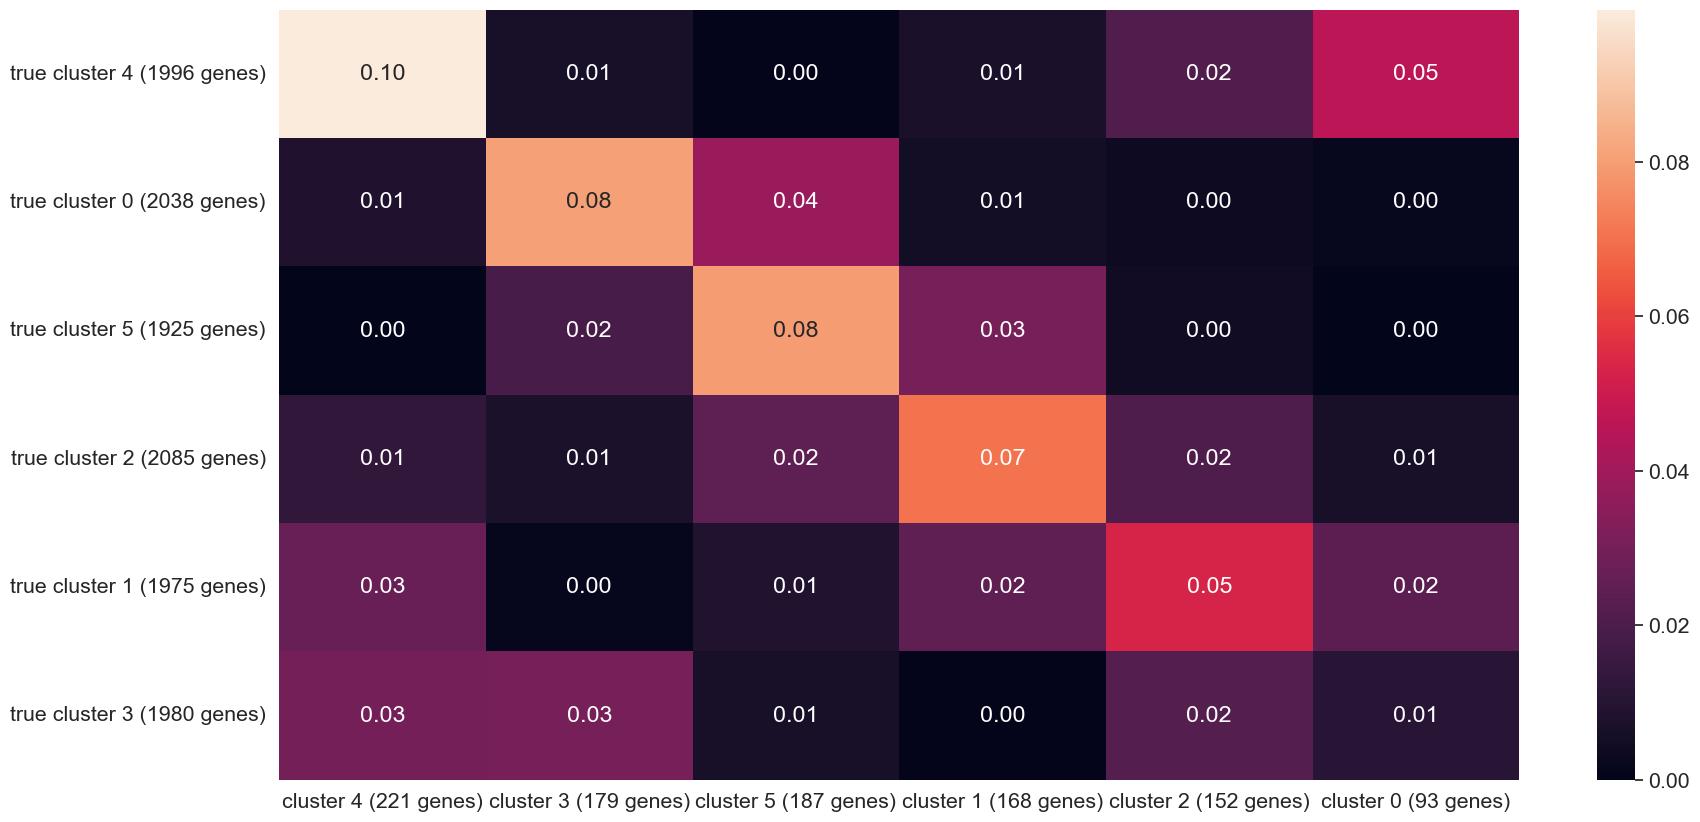 true cluster 4 (1996 genes) 0.10 0.01 0.00 0.01 0.02 0.05
0.08
true cluster 0 (2038 genes) 0.01 0.08 0.04 0.01 0.00 0.00
0.06
true cluster 5 (1925 genes) 0.00 0.02 0.08 0.03 0.00 0.00
0.04
true cluster 2 (2085 genes) 0.01 0.01 0.02 0.07 0.02 0.01
true cluster 1 (1975 genes) 0.03 0.00 0.01 0.02 0.05 0.02
0.02
true cluster 3 (1980 genes) 0.03 0.03 0.01 0.00 0.02 0.01
0.00
cluster 4 (221 genes) cluster 3 (179 genes) cluster 5 (187 genes) cluster 1 (168 genes) cluster 2 (152 genes) cluster 0 (93 genes)